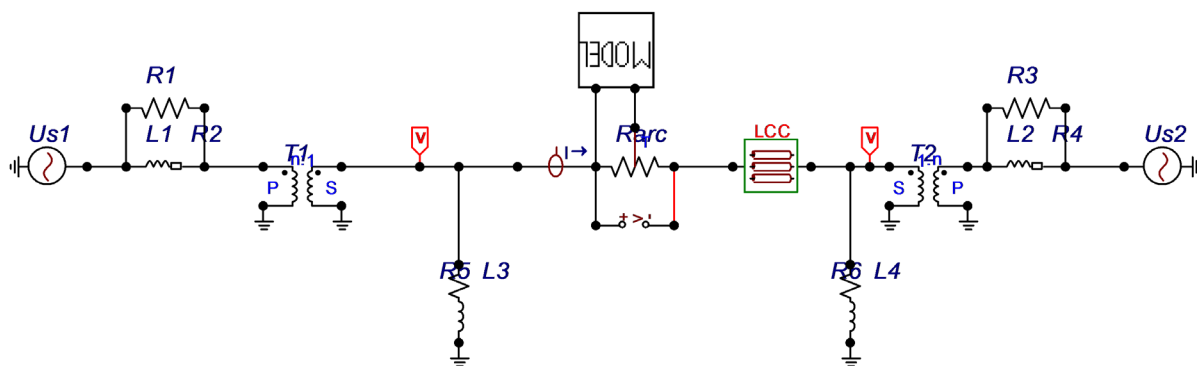 MODEL
R1
R3
Us1
L1 R2
T1
n:1
P
S
V
I
I→
Rarc
T
LCC
V
T2
1:n
S
P
L2 R4
Us2
+ V -
R5 L3
R6 L4